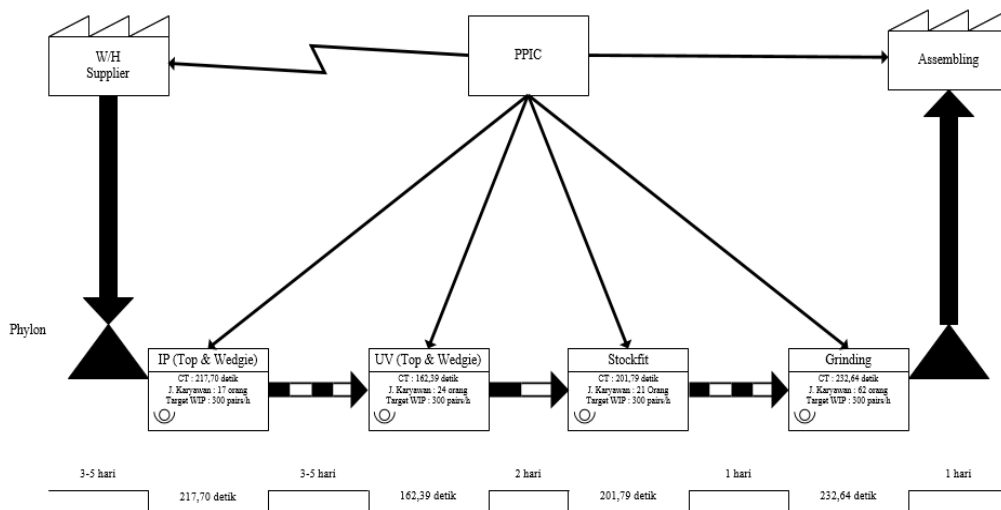 W/H
Supplier
PPIC
Assembling
Phylon
IP (Top & Wedgie)
CT : 217,70 detik
J. Karyawan : 17 orang
Target WIP : 300 pairs/h
UV (Top & Wedgie)
CT : 162,39 detik
J. Karyawan : 24 orang
Target WIP : 300 pairs/h
Stockfit
CT : 201,79 detik
J. Karyawan : 21 Orang
Target WIP : 300 pairs/h
Grinding
CT : 232,64 detik
J. Karyawan : 62 orang
Target WIP : 300 pairs/h
3-5 hari
217,70 detik
3-5 hari
162,39 detik
2 hari
201,79 detik
1 hari
232,64 detik
1 hari